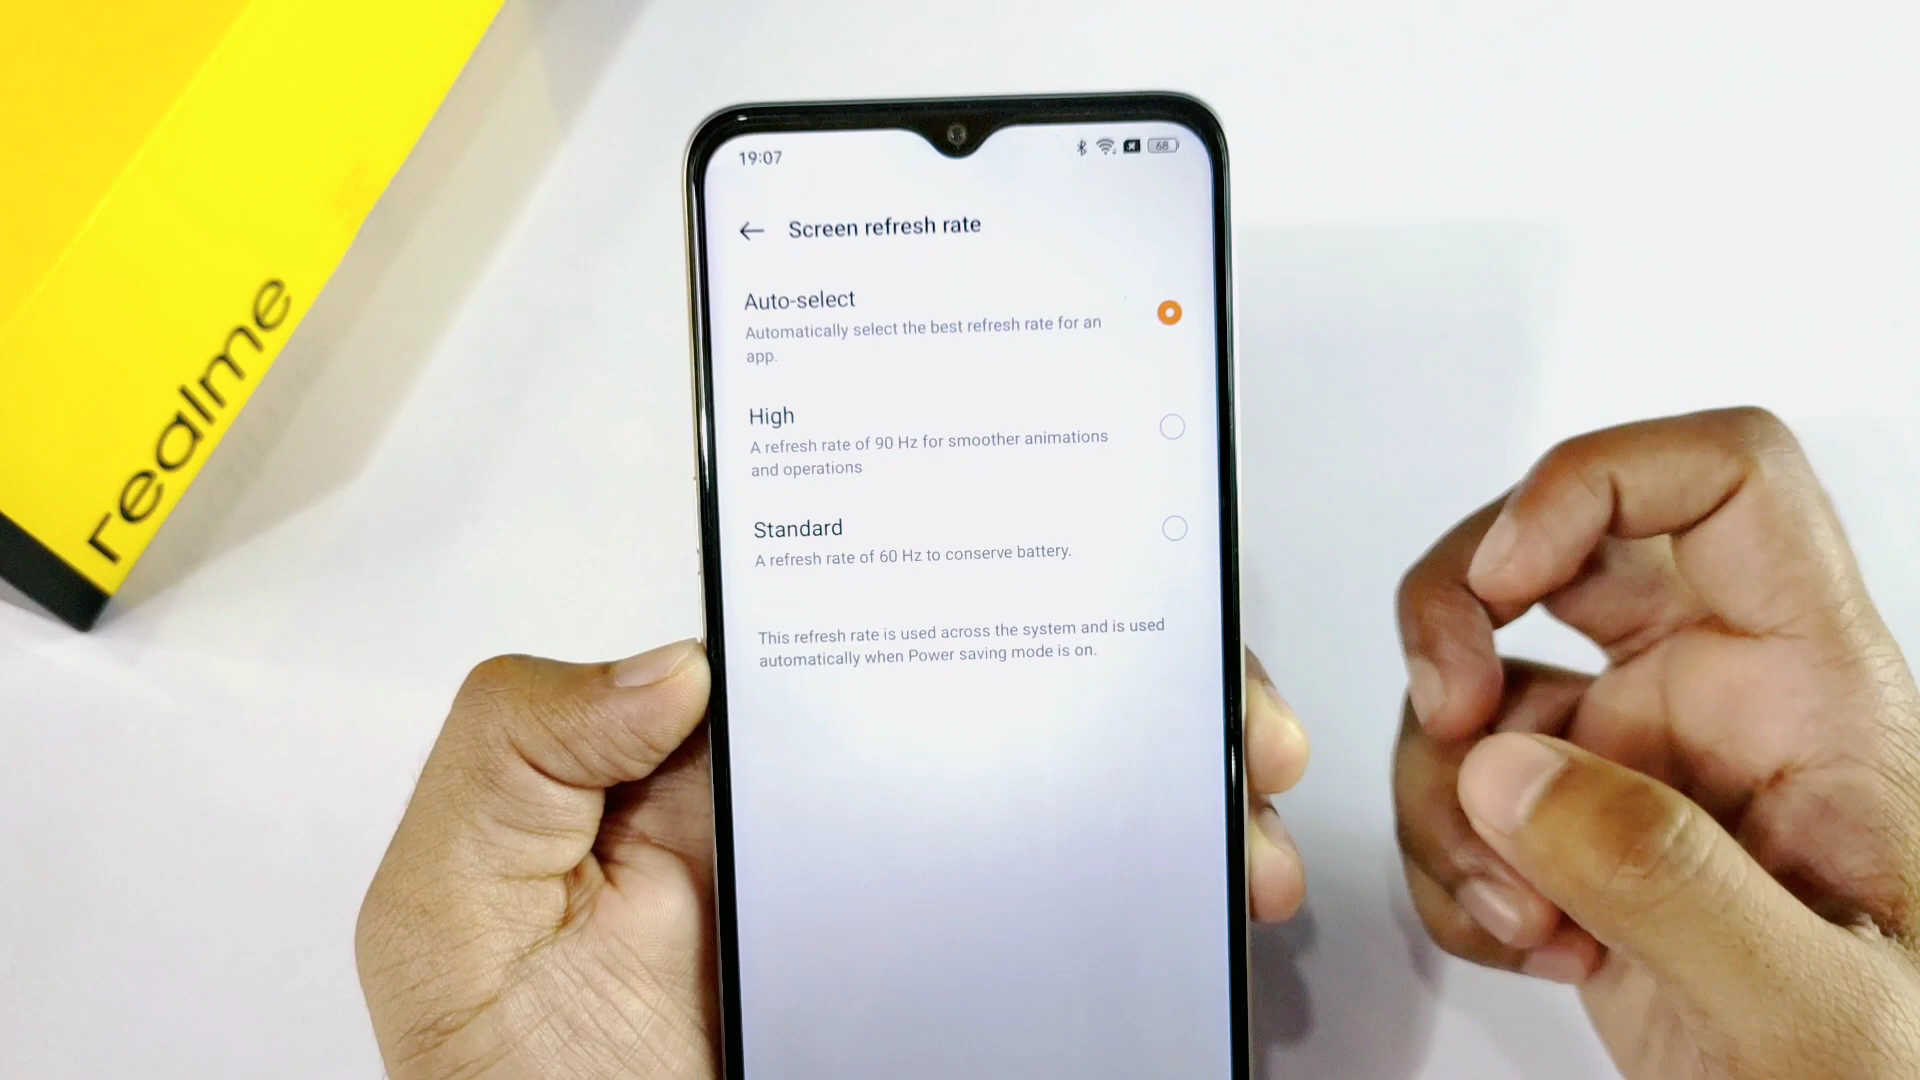 realme
19:07
68
Screen refresh rate
Auto-select
Automatically select the best refresh rate for an
app.
High
A refresh rate of 90 Hz for smoother animations
and operations
Standard
A refresh rate of 60 Hz to conserve battery.
This refresh rate is used across the system and is used
automatically when Power saving mode is on.